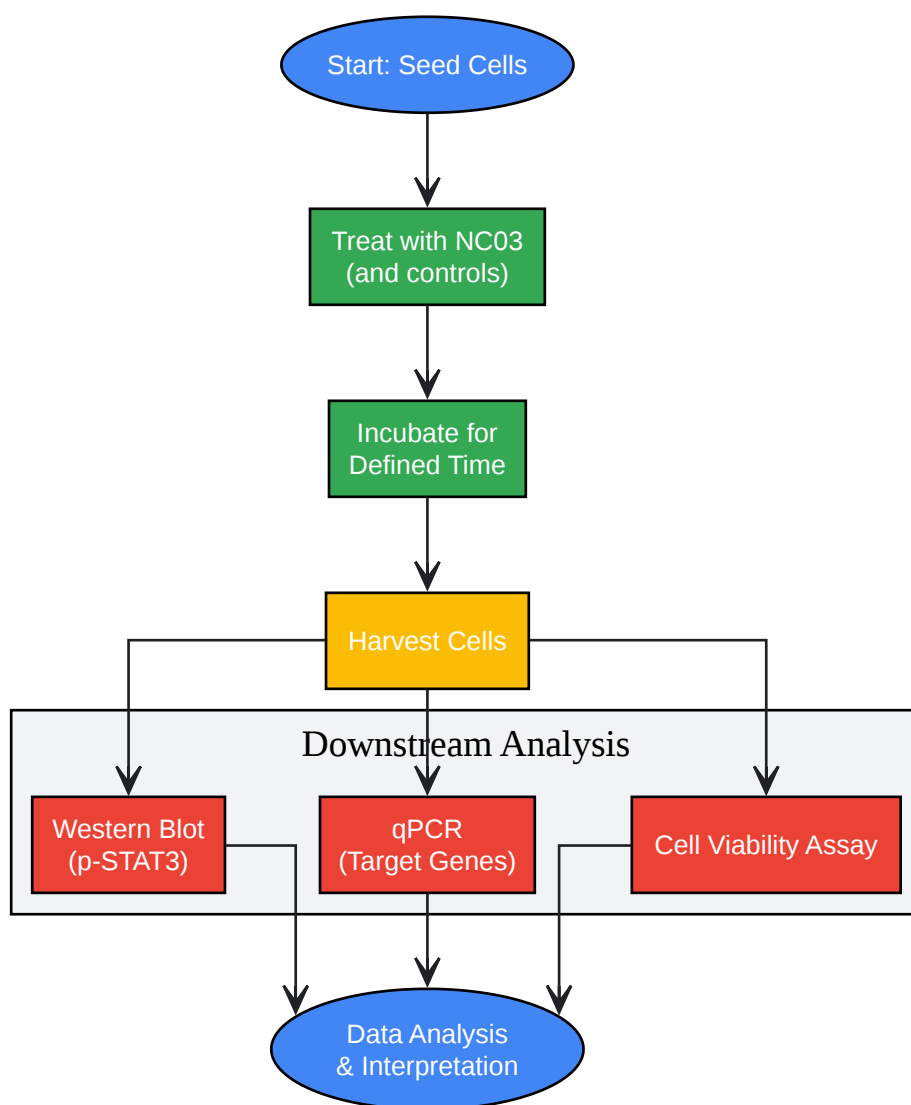 Start: Seed Cells
Treat with NC03
(and controls)
Incubate for
Defined Time
Harvest Cells
Downstream Analysis
Western Blot
(p-STAT3)
qPCR
(Target Genes)
Cell Viability Assay
Data Analysis
& Interpretation